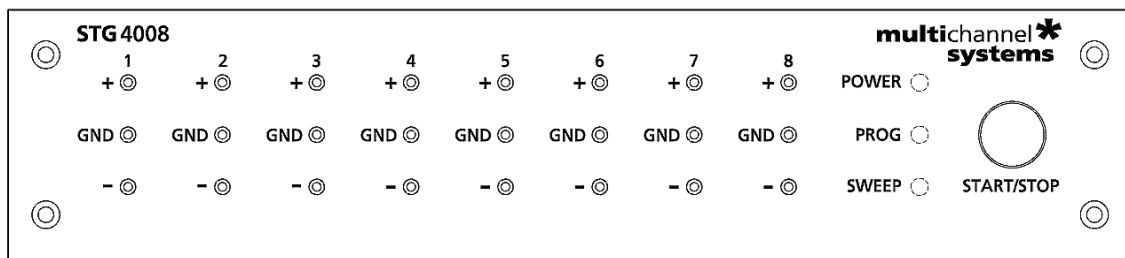 STG 4008
multichannel*
systems
1 2 3 4 5 6 7 8
+ + + + + + + + POWER
GND GND GND GND GND GND GND GND PROG
- - - - - - - - SWEEP START/STOP